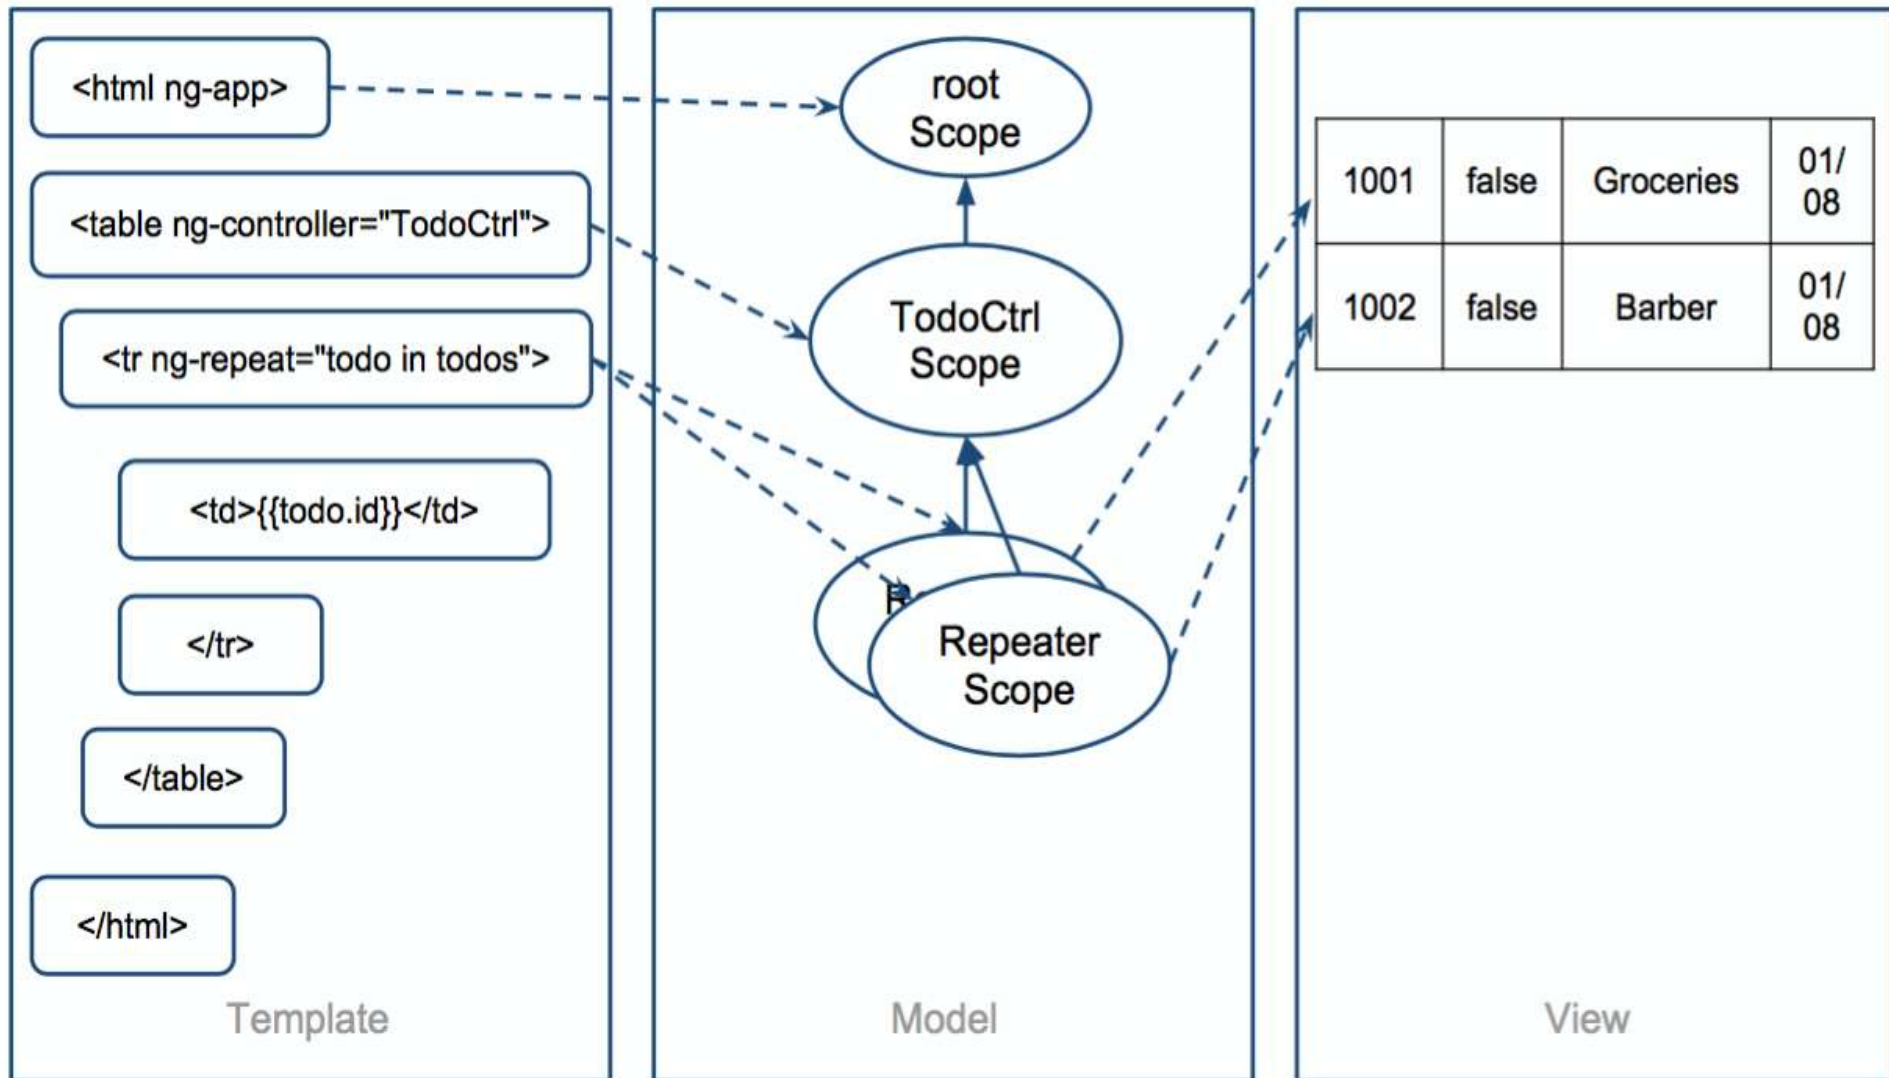 <html ng-app>
<table ng-controller="TodoCtrl">
<tr ng-repeat="todo in todos">
<td>{{todo.id}}</td>
</tr>
</table>
</html>
Template
root
Scope
TodoCtrl
Scope
Repeater
Scope
Model
1001 false Groceries 01/
08
1002 false Barber 01/
08
View